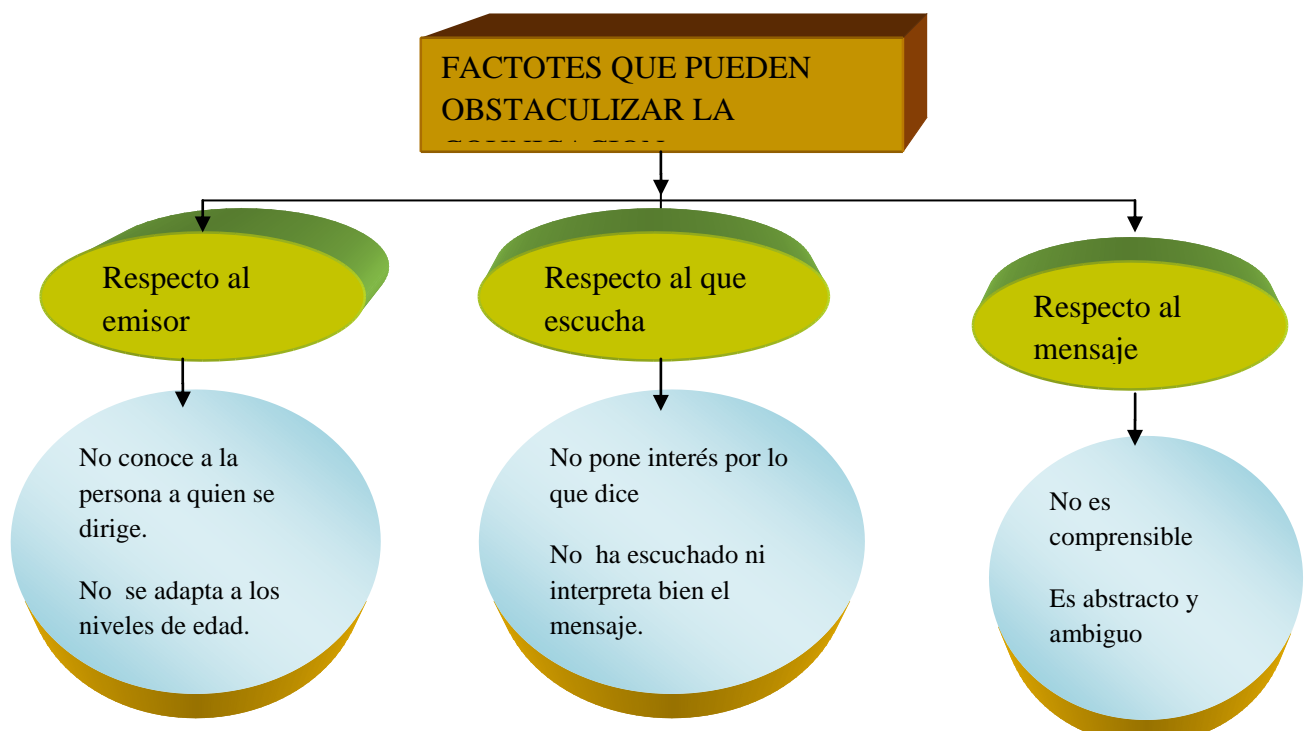 FACTOTES QUE PUEDEN
OBSTACULIZAR LA
Respecto al
emisor
Respecto al que
escucha
Respecto al
mensaje
No conoce a la
persona a quien se
dirige.
No se adapta a los
niveles de edad.
No pone interés por lo
que dice
No ha escuchado ni
interpreta bien el
mensaje.
No es
comprensible
Es abstracto y
ambiguo